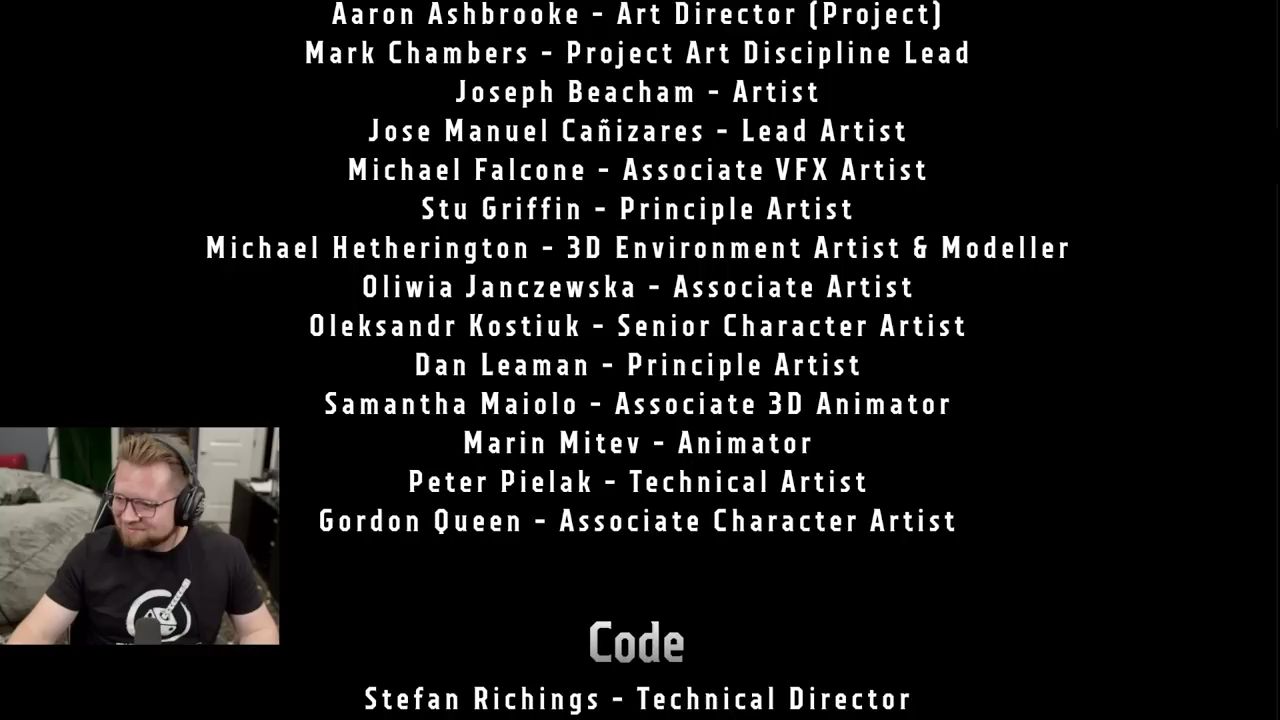 Aaron Ashbrooke - Art Director (Project)
Mark Chambers - Project Art Discipline Lead
Joseph Beacham - Artist
Jose Manuel Cañizares - Lead Artist
Michael Falcone - Associate VFX Artist
Stu Griffin - Principle Artist
Michael Hetherington - 3D Environment Artist & Modeller
Oliwia Janczewska - Associate Artist
Oleksandr Kostiuk - Senior Character Artist
Dan Leaman - Principle Artist
Samantha Maiolo - Associate 3D Animator
Marin Mitev - Animator
Peter Pielak - Technical Artist
Gordon Queen - Associate Character Artist
Code
Stefan Richings - Technical Director